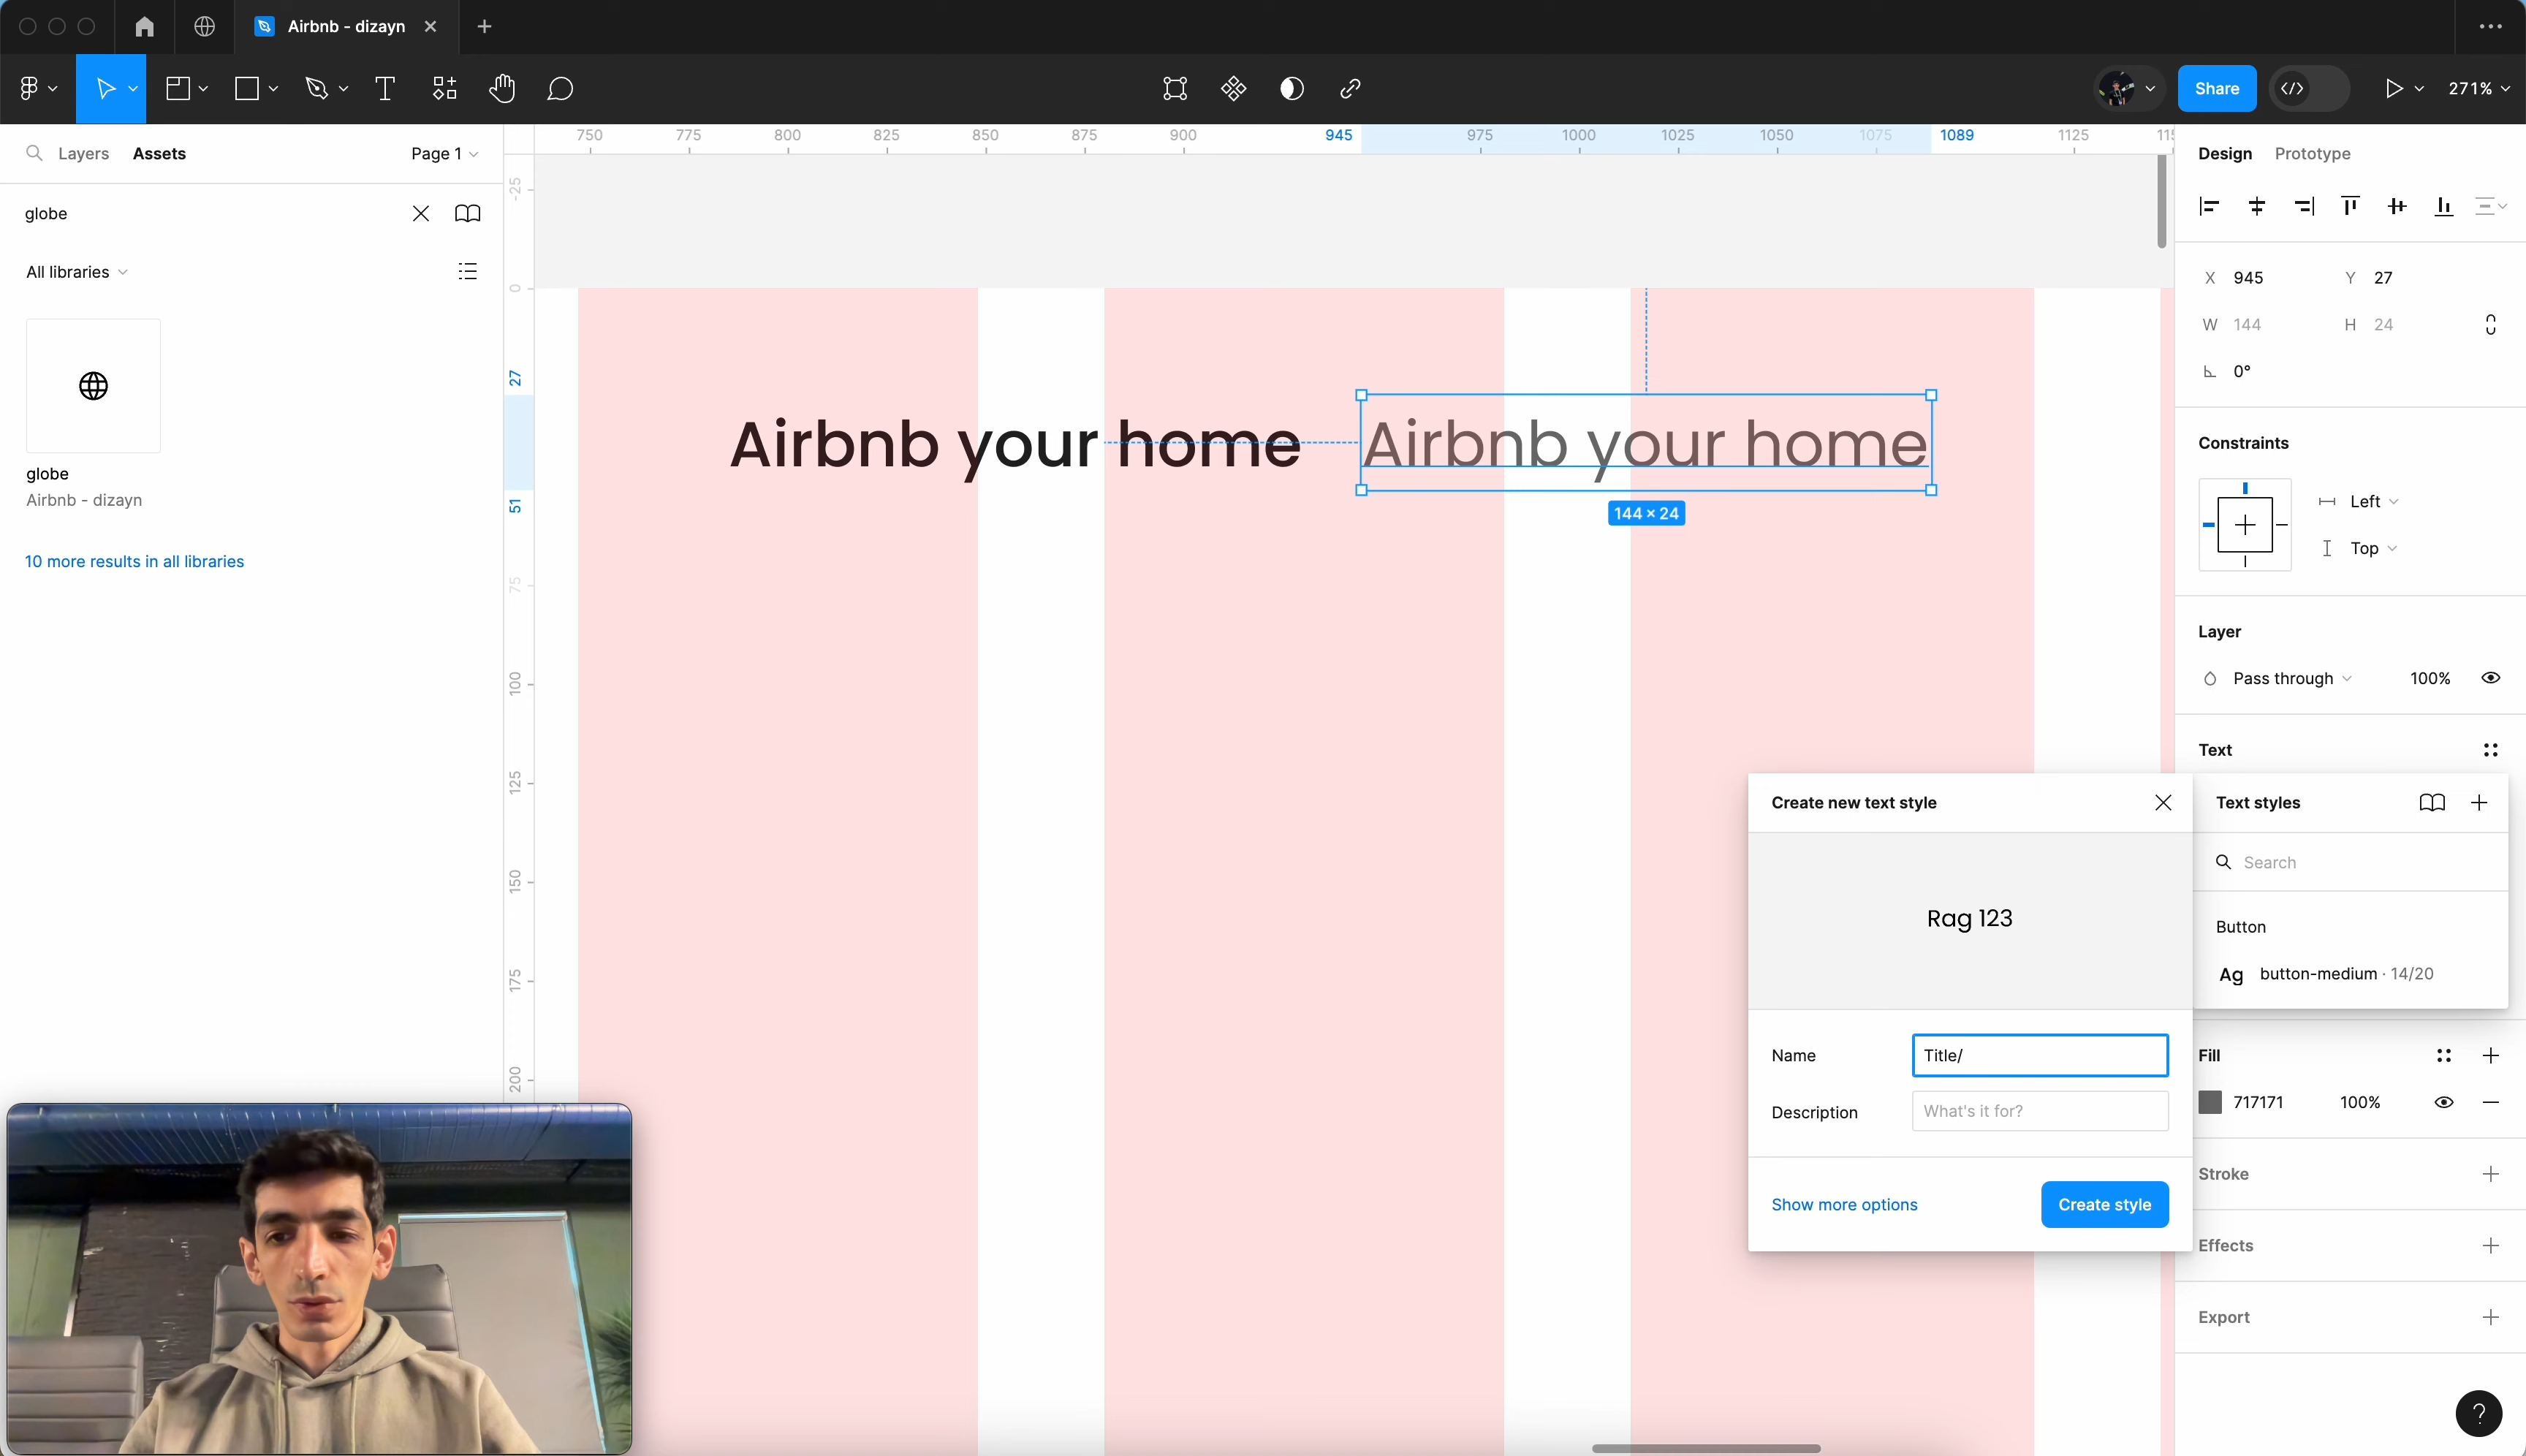 Airbnb - dizayn
Share
271%
Layers
Assets
Page 1
globe
All libraries
globe
Airbnb - dizayn
10 more results in all libraries
750
775
800
825
850
875
900
945
975
1000
1025
1050
1075
1089
1125
-25
0
27
51
75
100
125
150
175
200
Airbnb your home
Airbnb your home
144 × 24
Design
Prototype
X 945
Y 27
W 144
H 24
0°
Constraints
Left
Top
Layer
Pass through
100%
Text
Create new text style
Rag 123
Name
Title/
Description
What's it for?
Show more options
Create style
Text styles
Search
Button
Ag button-medium · 14/20
Fill
717171
100%
Stroke
Effects
Export
?